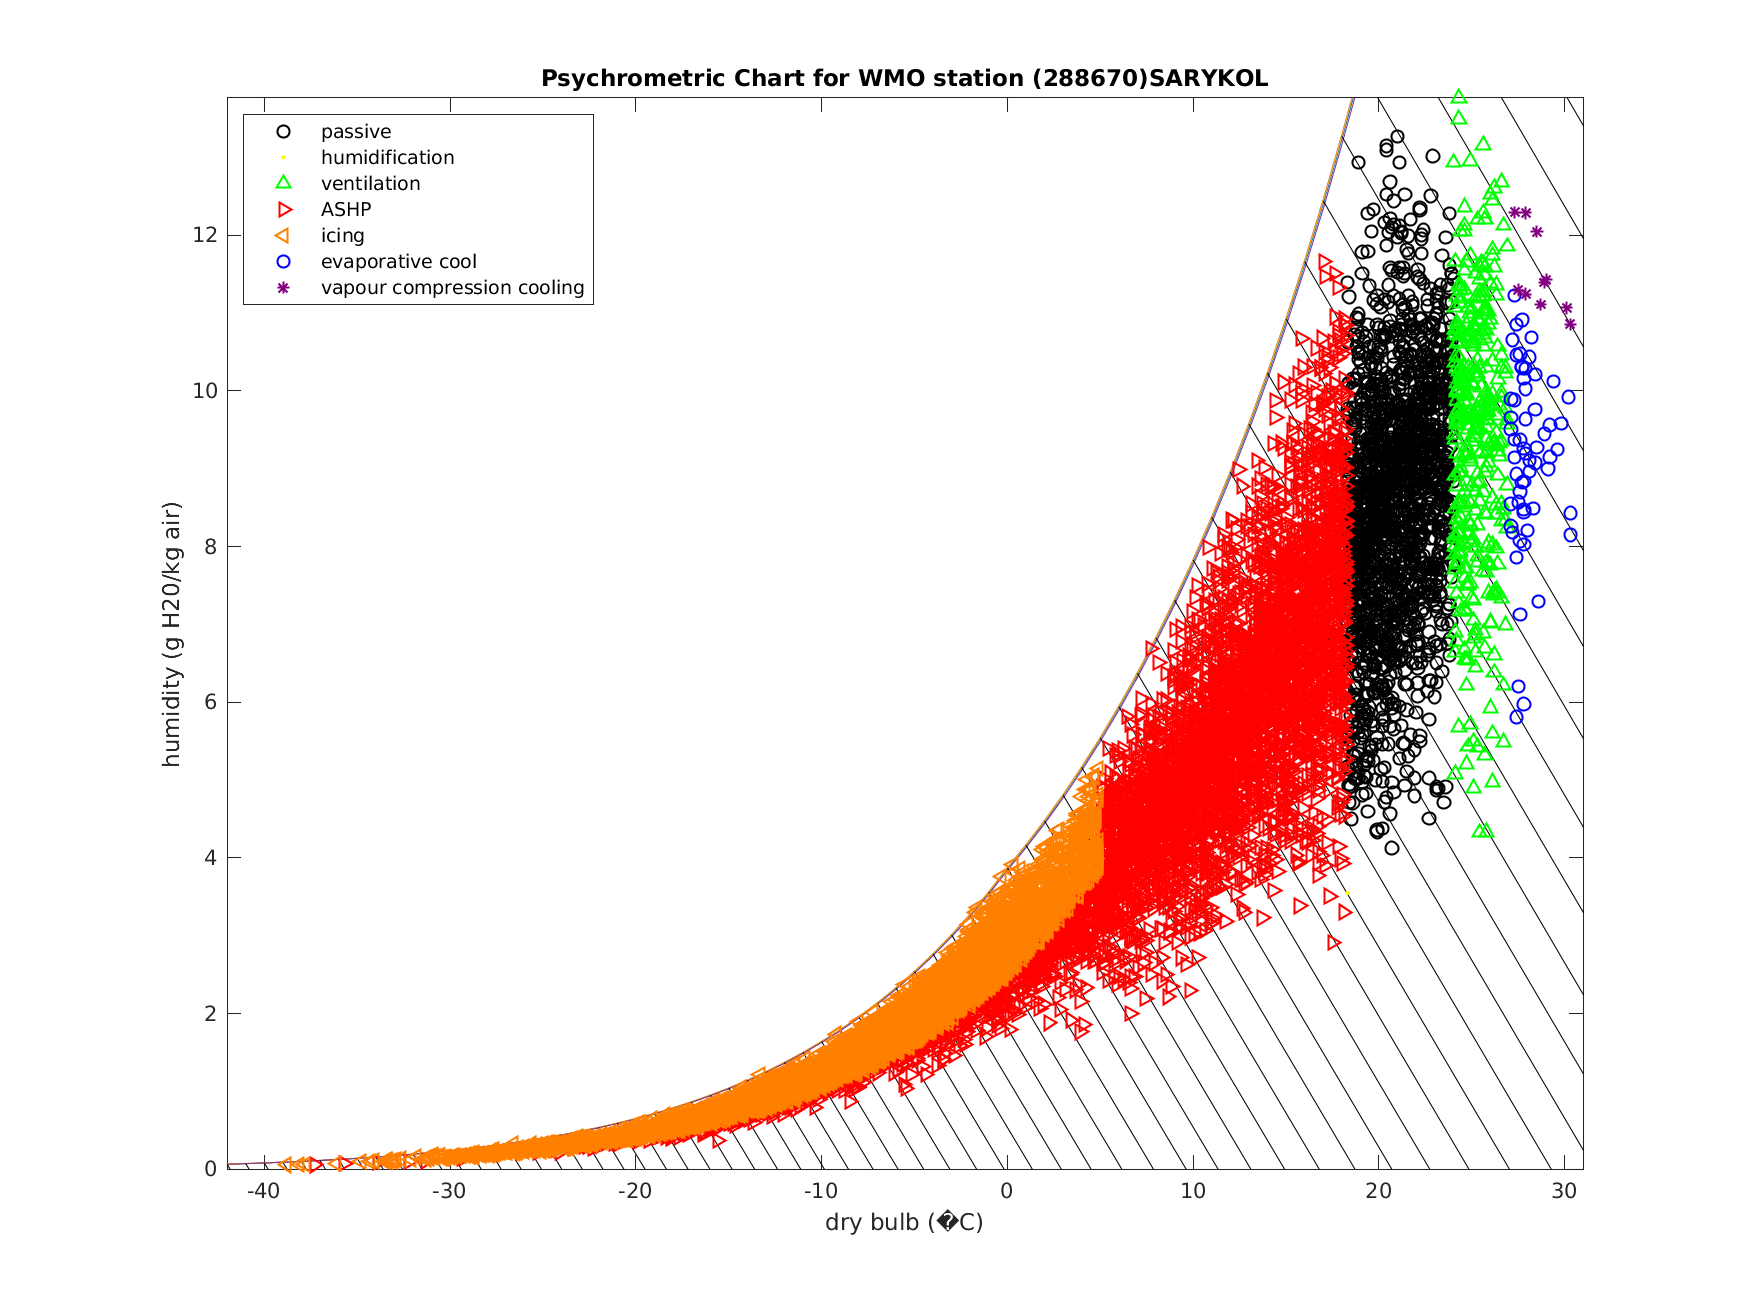 Psychrometric Chart for WMO station (288670)SARYKOL
passive
humidification
ventilation
ASHP
icing
evaporative cool
vapour compression cooling
humidity (g H20/kg air)
12
10
8
6
4
2
0
-40 -30 -20 -10 0 10 20 30
dry bulb (�C)